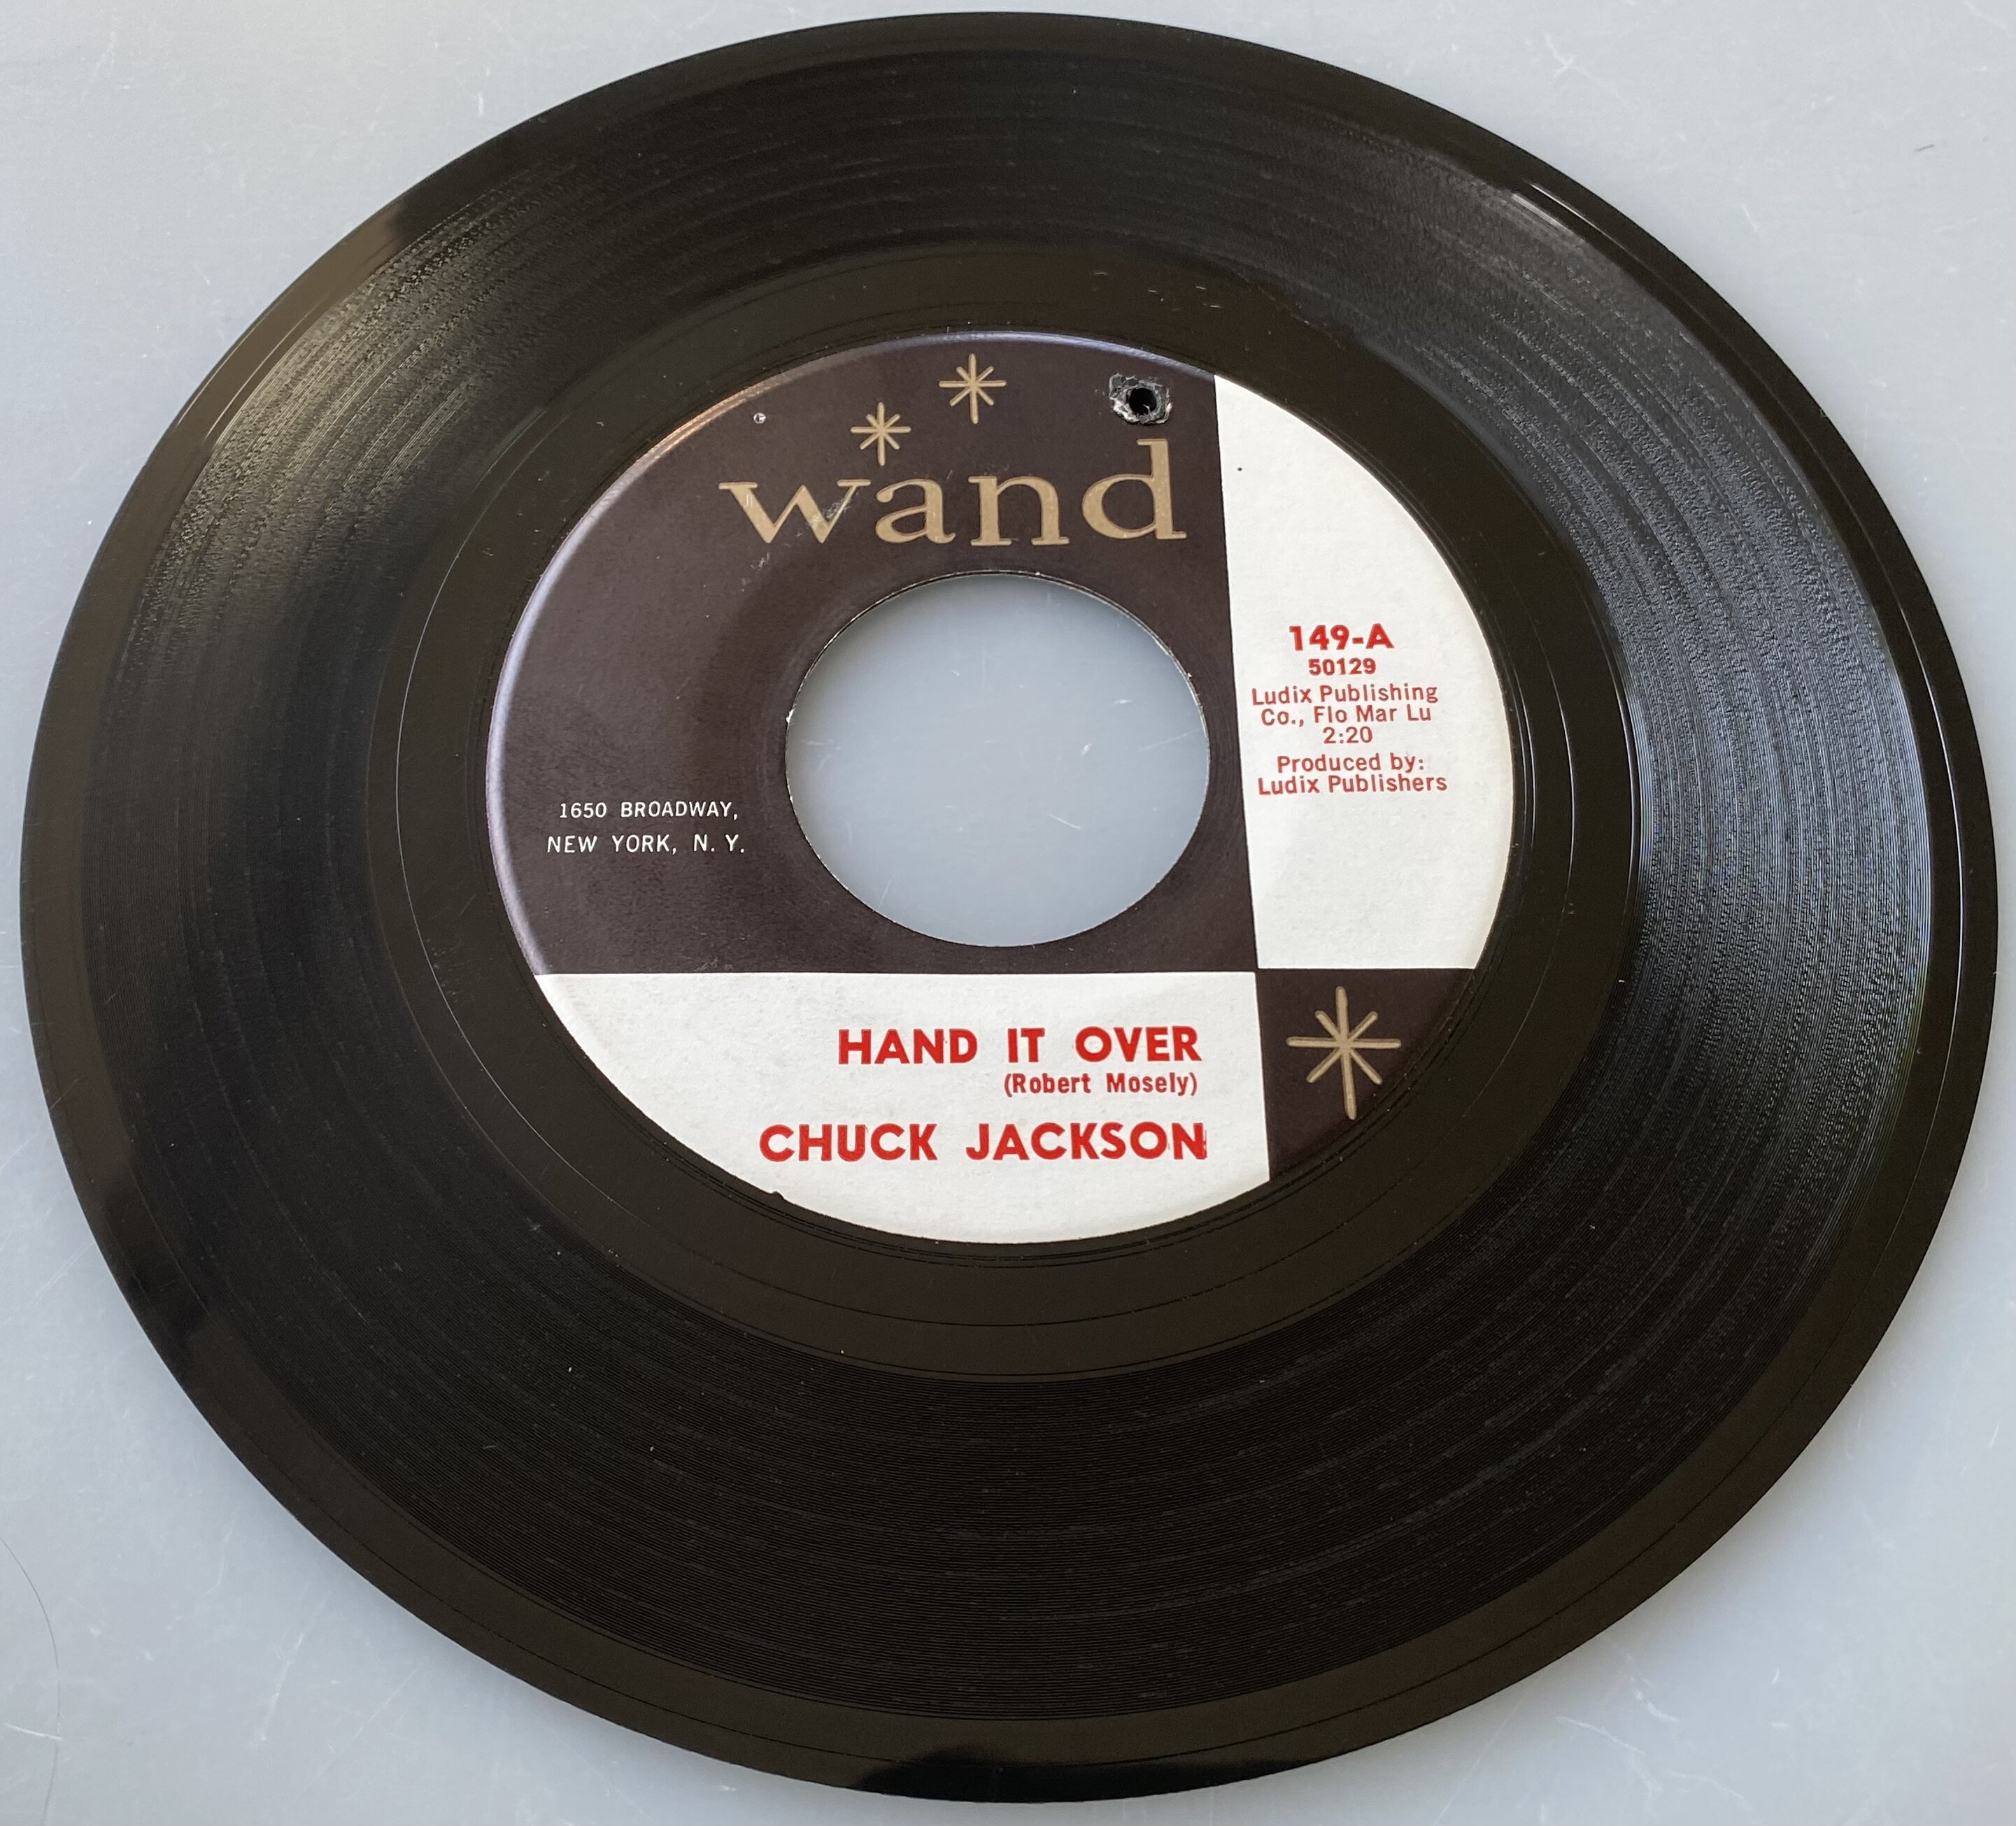 wand
149-A
50129
Ludix Publishing
Co., Flo Mar Lu
2:20
Produced by:
Ludix Publishers
1650 BROADWAY,
NEW YORK, N. Y.
HAND IT OVER
(Robert Mosely)
CHUCK JACKSON